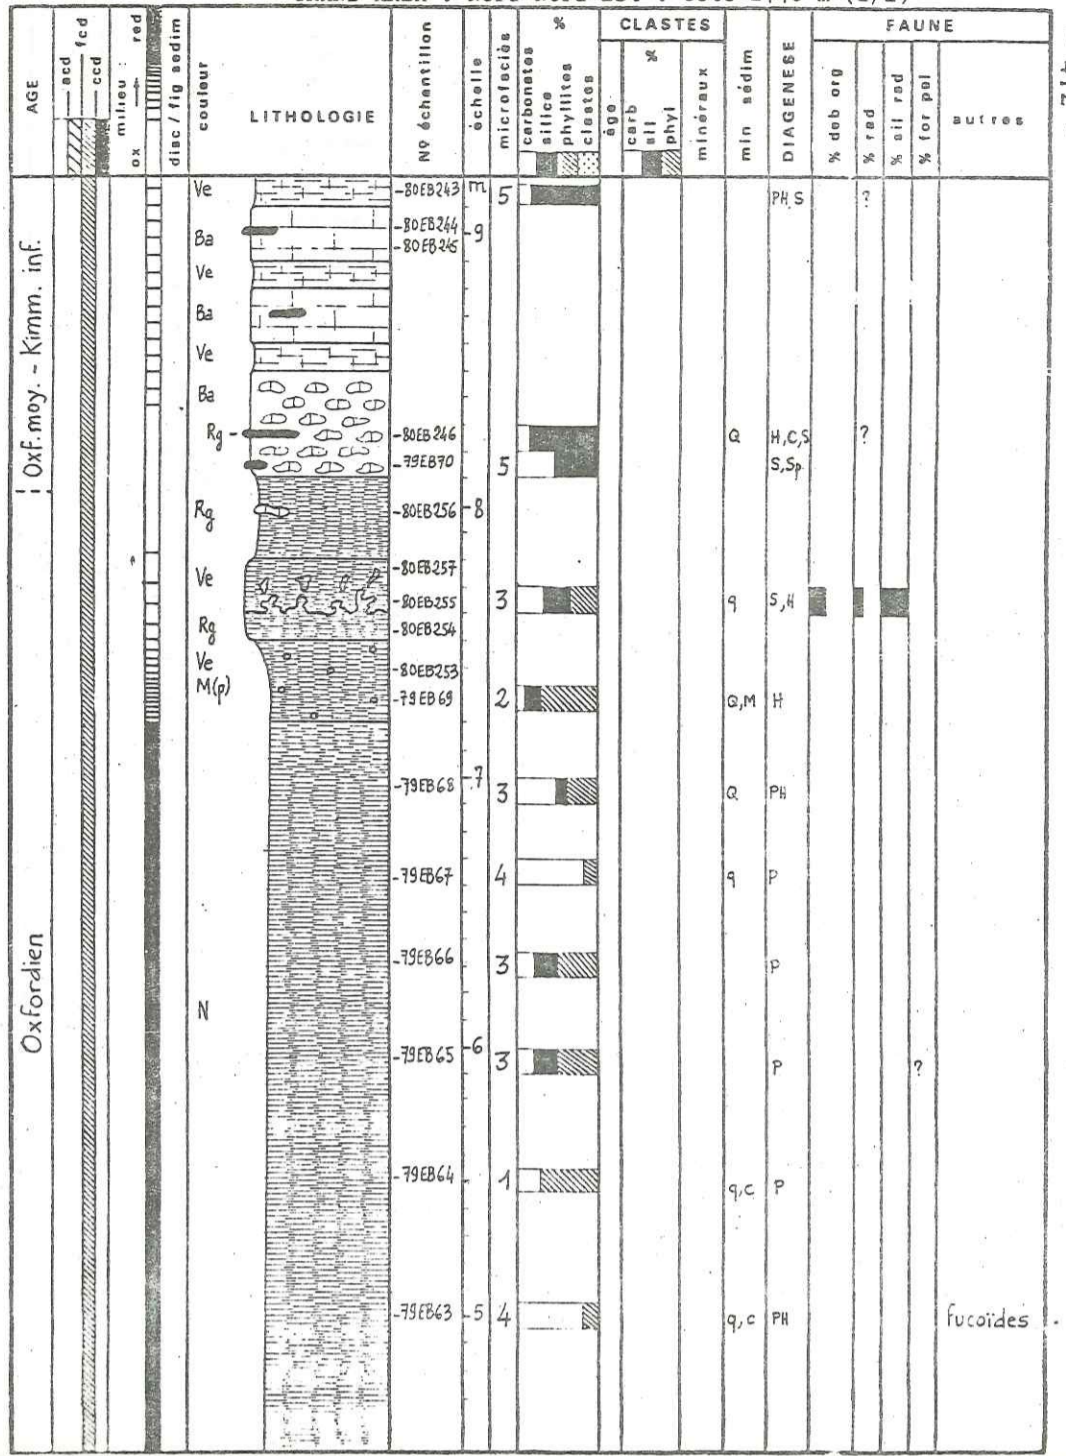 AGE
acd
fcd
ccd
milieu :
ox → red
disc / fig sedim
couleur
LITHOLOGIE
Nº échantillon
échelle
microfaciès
%
carbonates
silice
phyllites
clastes
CLASTES
âge
%
carb
sil
phyl
minéraux
min sédim
DIAGENESE
FAUNE
% deb org
% rad
% sil rad
% for pel
autres
Oxf. moy. - Kimm. inf.
Oxfordien
Ve -80EB243 m 5 PH,S ?
-80EB244
Ba -9
-80EB245
Ve
Ba
Ve
Ba
Rg - -80EB246 Q H,C,S ?
-79EB70 5 S,Sp
Rg -80EB256 -8
-80EB257
Ve
-80EB255 3 q S,H
Rg -80EB254
Ve -80EB253
M(p) -79EB69 2 Q,M H
-79EB68 -7 3 Q PH
-79EB67 4 q P
-79EB66 3 P
N
-79EB65 -6 3 P ?
-79EB64 1 q,c P
-79EB63 -5 4 q,c PH fucoïdes